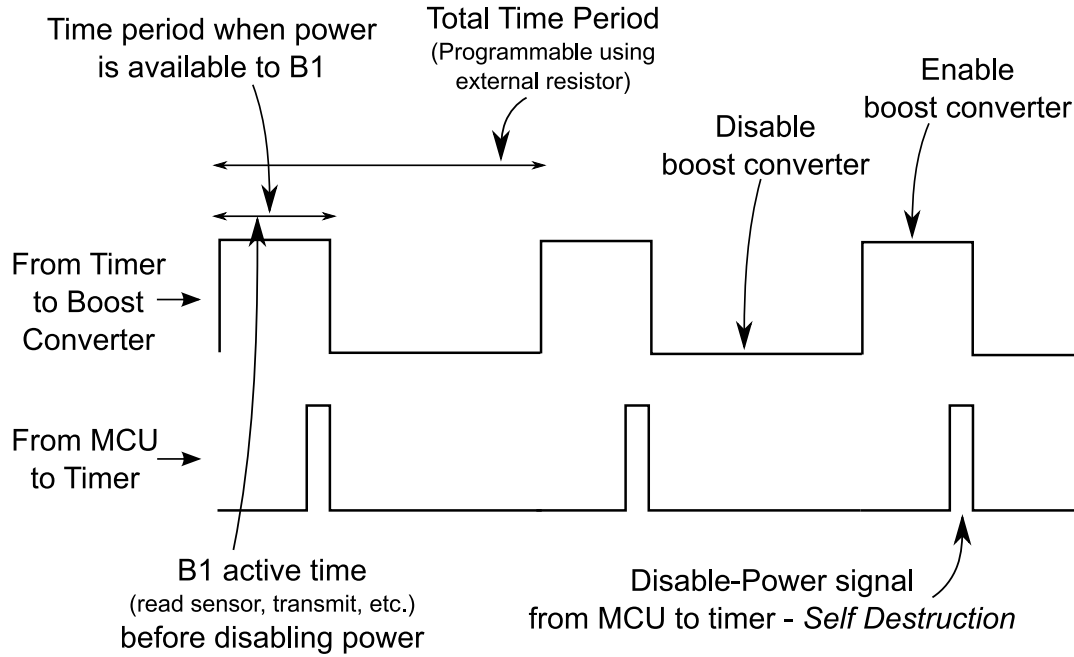 Time period when power
is available to B1
Total Time Period
(Programmable using
external resistor)
Enable
boost converter
Disable
boost converter
From Timer
to Boost
Converter
From MCU
to Timer
B1 active time
(read sensor, transmit, etc.)
before disabling power
Disable-Power signal
from MCU to timer - Self Destruction